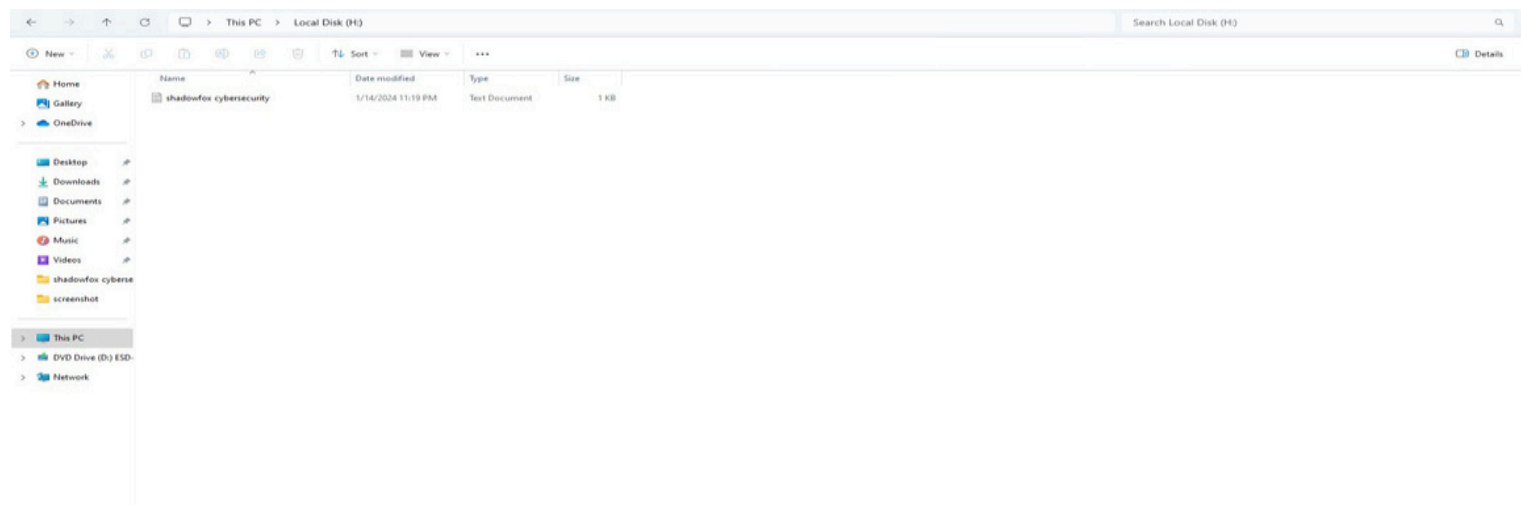 This PC > Local Disk (H:)
Search Local Disk (H:)
New
Sort
View
Details
Name
Date modified
Type
Size
shadowfox cybersecurity
1/14/2024 11:19 PM
Text Document
1 KB
Home
Gallery
OneDrive
Desktop
Downloads
Documents
Pictures
Music
Videos
shadowfox cyberse
screenshot
This PC
DVD Drive (D:) ESD-
Network